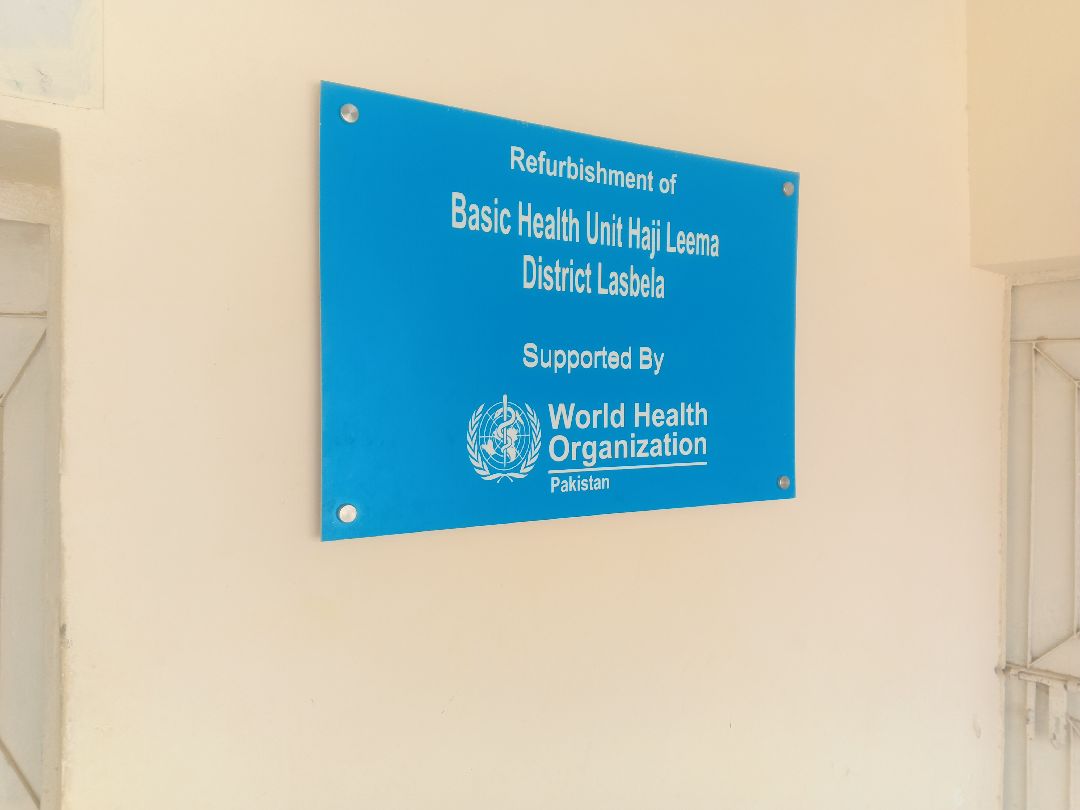 Refurbishment of
Basic Health Unit Haji Leema
District Lasbela
Supported By
World Health
Organization
Pakistan